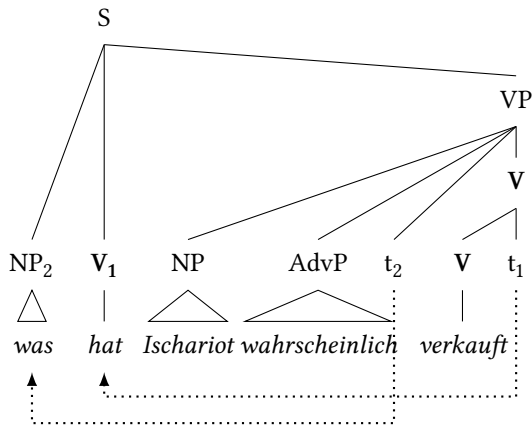 S
VP
V
NP2 V1 NP AdvP t2 V t1
was hat Ischariot wahrscheinlich verkauft